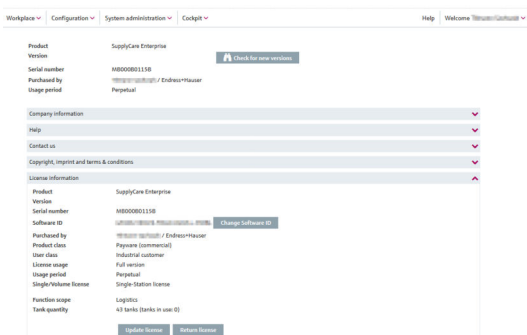 Workplace Configuration System administration Cockpit Help Welcome
Product SupplyCare Enterprise
Version Check for new versions
Serial number MB000B0115B
Purchased by / Endress+Hauser
Usage period Perpetual
Company information
Help
Contact us
Copyright, imprint and terms & conditions
License information
Product SupplyCare Enterprise
Version
Serial number MB000B0115B
Software ID Change Software ID
Purchased by / Endress+Hauser
Product class Payware (commercial)
User class Industrial customer
License usage Full version
Usage period Perpetual
Single/Volume license Single-Station license
Function scope Logistics
Tank quantity 43 tanks (tanks in use: 0)
Update license Return license